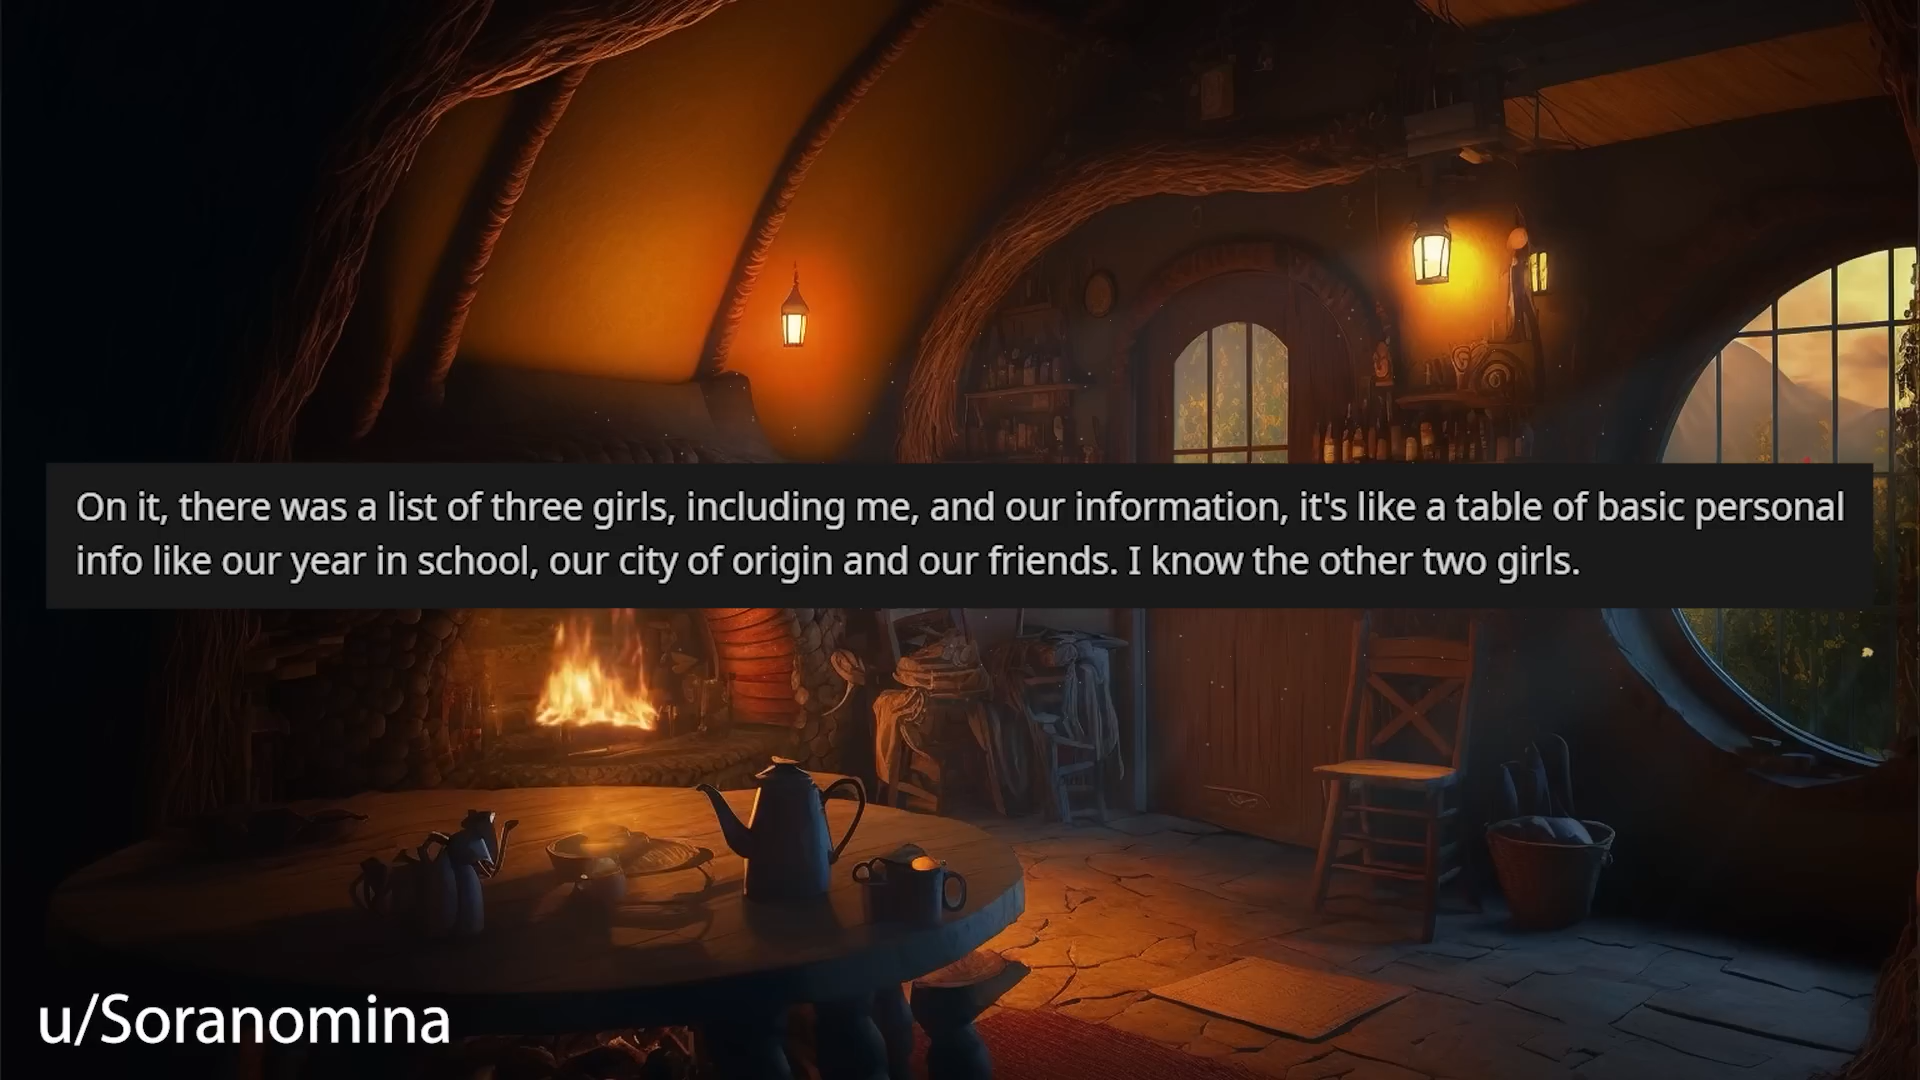 On it, there was a list of three girls, including me, and our information, it's like a table of basic personal
info like our year in school, our city of origin and our friends. I know the other two girls.
u/Soranomina